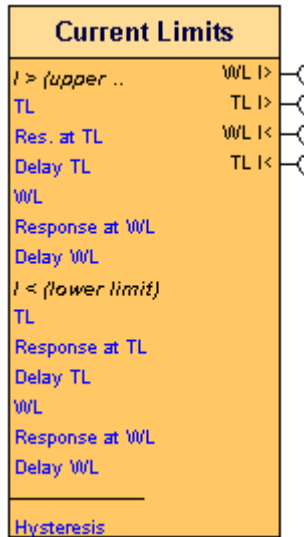 Current Limits
I > (upper .. WL I>
TL TL I>
Res. at TL WL I<
Delay TL TL I<
WL
Response at WL
Delay WL
I < (lower limit)
TL
Response at TL
Delay TL
WL
Response at WL
Delay WL
Hysteresis